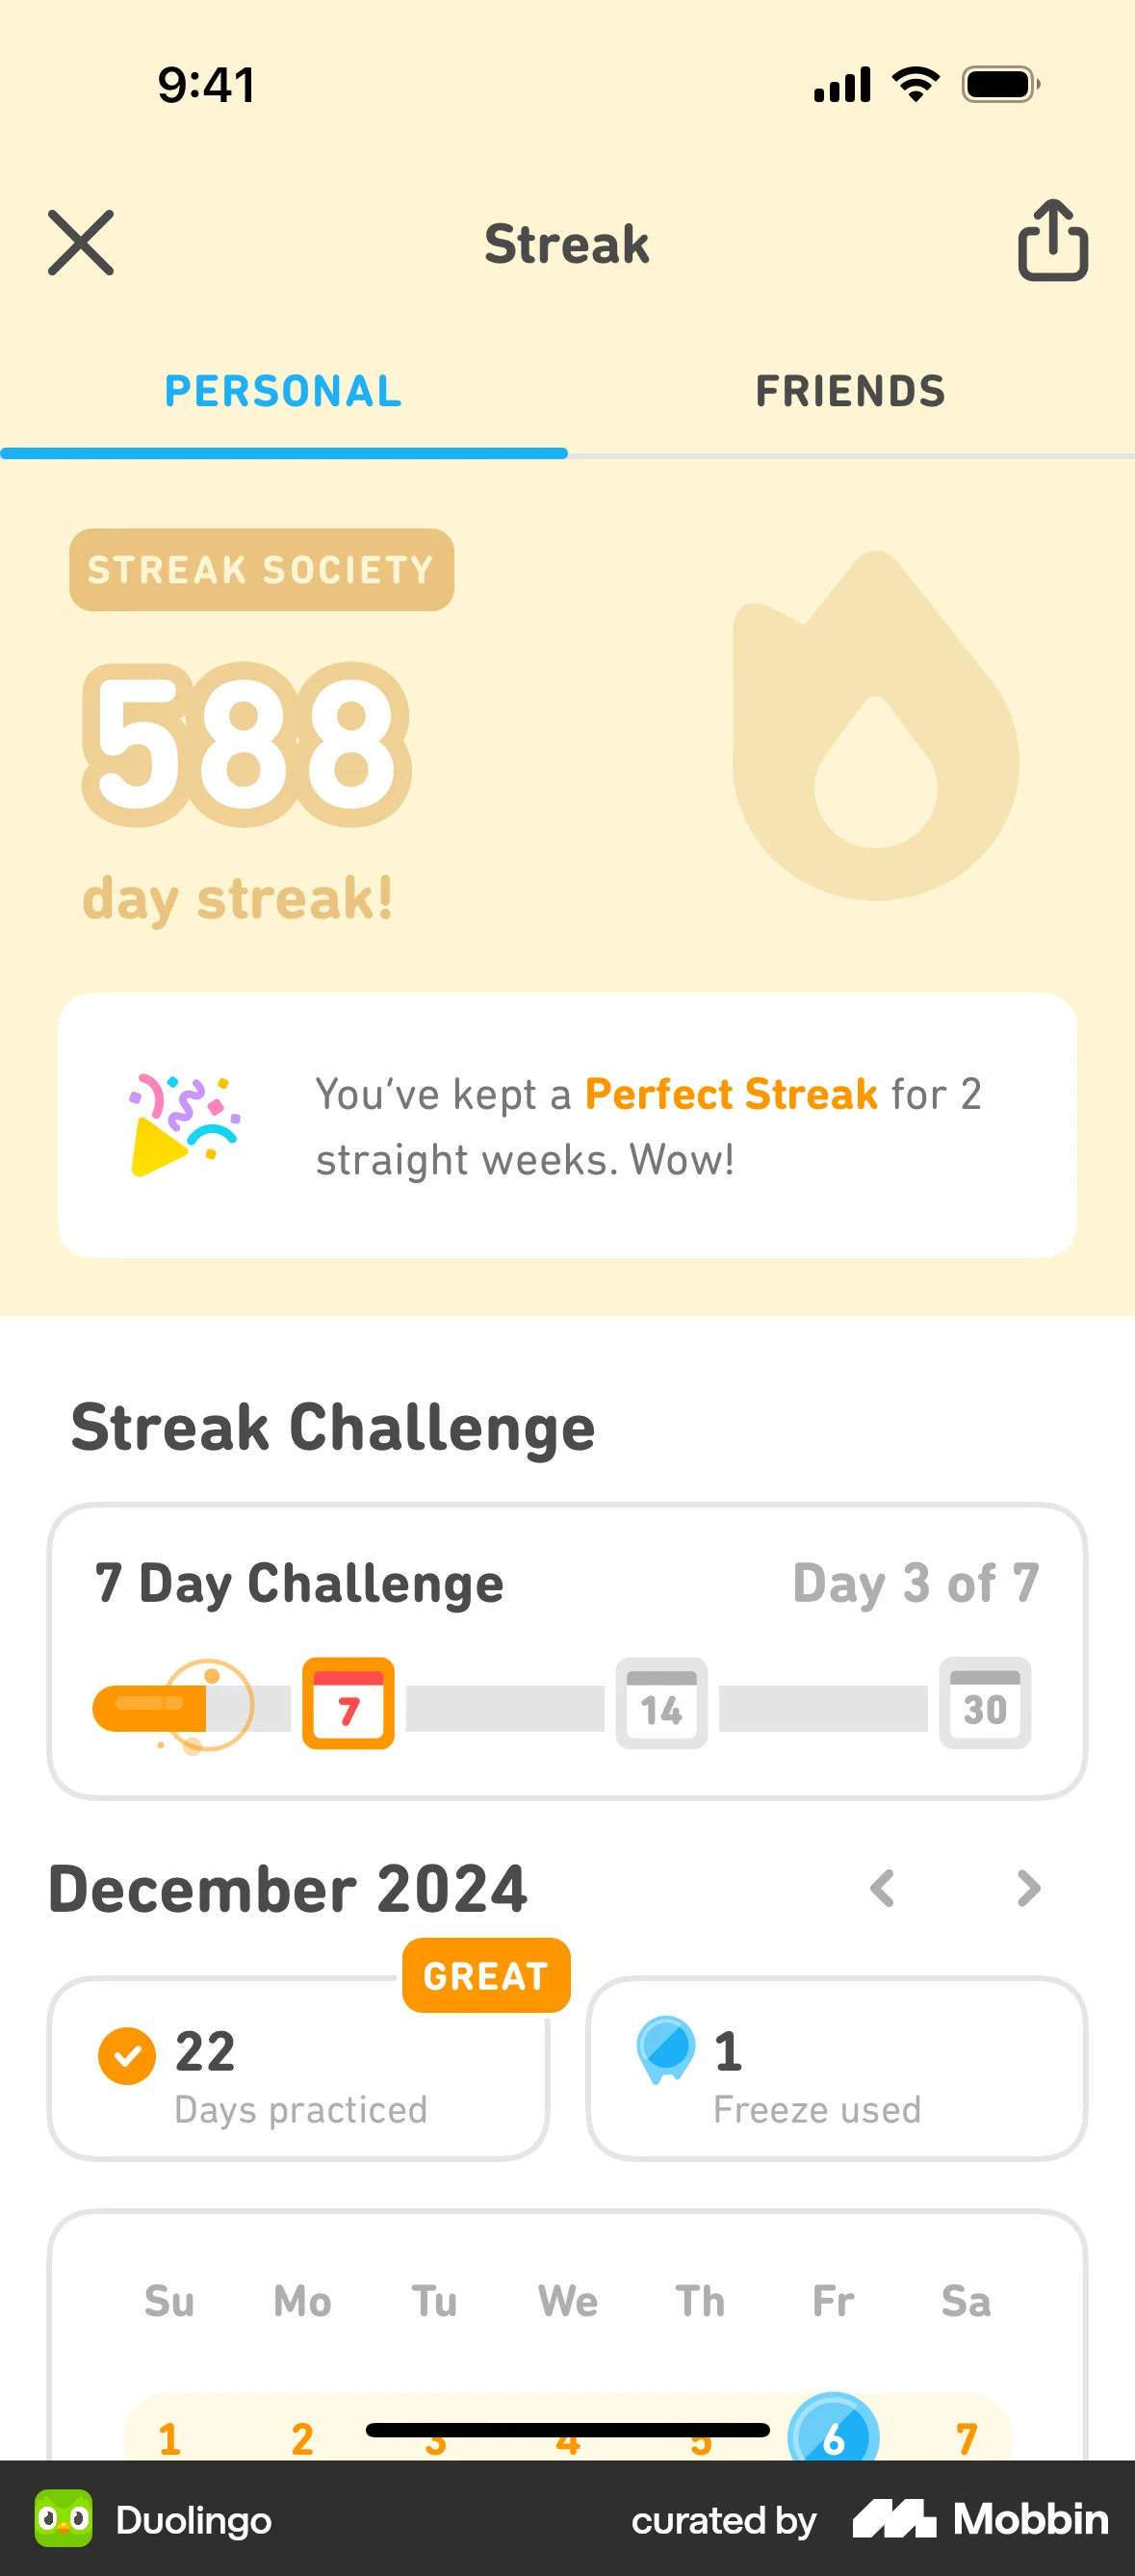 9:41
Streak
PERSONAL
FRIENDS
STREAK SOCIETY
588
day streak!
You've kept a Perfect Streak for 2
straight weeks. Wow!
Streak Challenge
7 Day Challenge
Day 3 of 7
7
14
30
December 2024
GREAT
22
Days practiced
1
Freeze used
Su Mo Tu We Th Fr Sa
1 2 3 4 5 6 7
Duolingo
curated by Mobbin